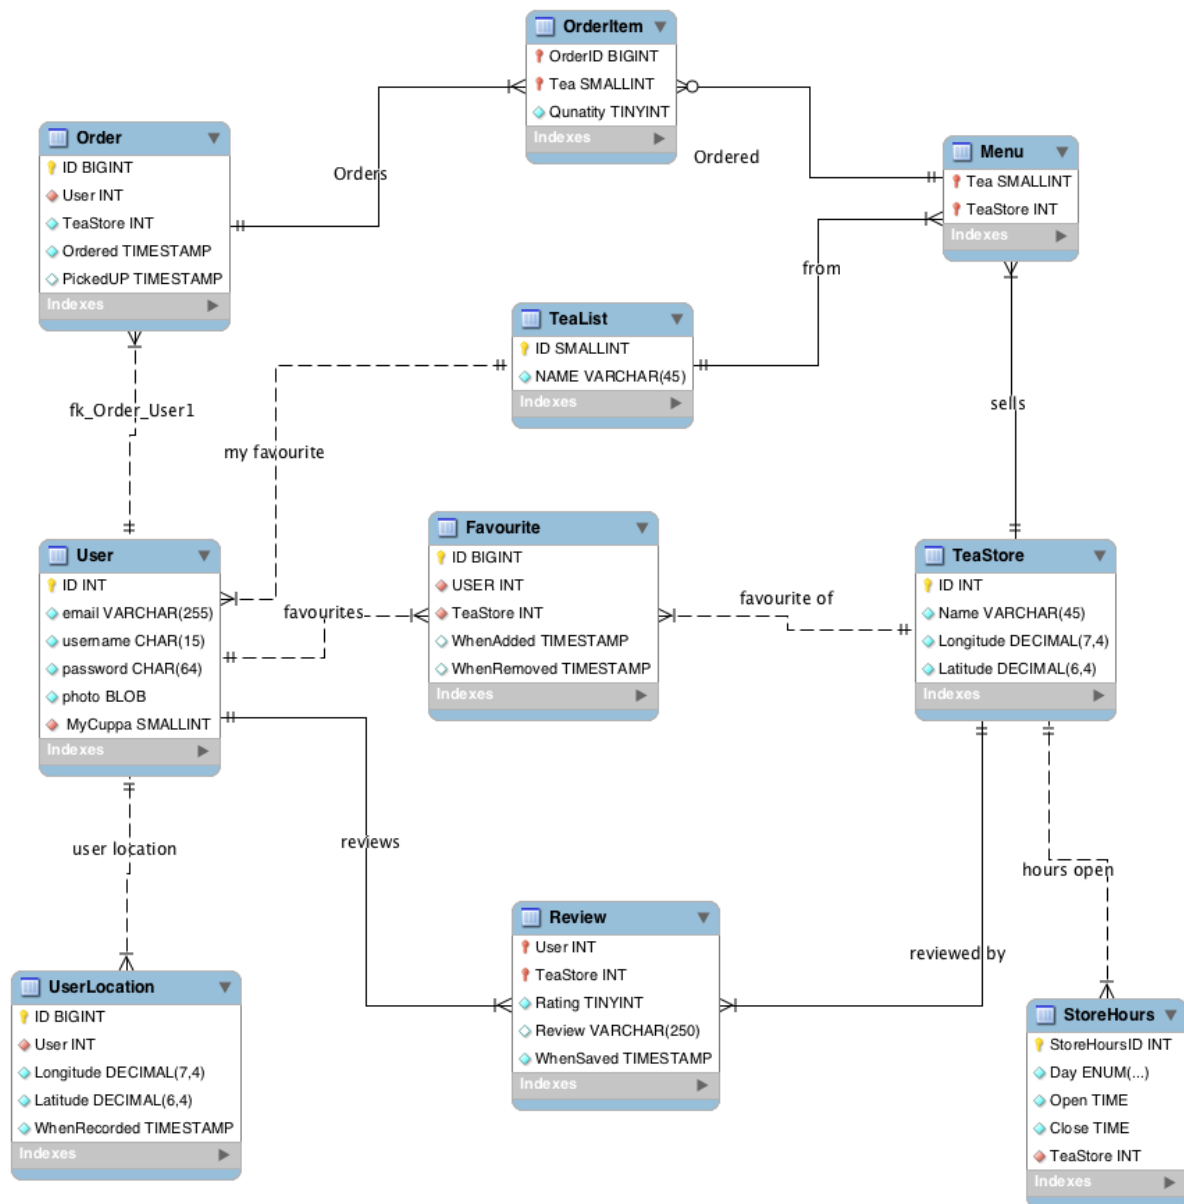 OrderItem
OrderID BIGINT
Tea SMALLINT
Qunatity TINYINT
Indexes
Order
ID BIGINT
User INT
TeaStore INT
Ordered TIMESTAMP
PickedUP TIMESTAMP
Indexes
Orders
Ordered
Menu
Tea SMALLINT
TeaStore INT
Indexes
from
TeaList
ID SMALLINT
NAME VARCHAR(45)
Indexes
fk_Order_User1
my favourite
sells
User
ID INT
email VARCHAR(255)
username CHAR(15)
password CHAR(64)
photo BLOB
MyCuppa SMALLINT
Indexes
favourites
Favourite
ID BIGINT
USER INT
TeaStore INT
WhenAdded TIMESTAMP
WhenRemoved TIMESTAMP
Indexes
favourite of
TeaStore
ID INT
Name VARCHAR(45)
Longitude DECIMAL(7,4)
Latitude DECIMAL(6,4)
Indexes
user location
reviews
reviewed by
hours open
UserLocation
ID BIGINT
User INT
Longitude DECIMAL(7,4)
Latitude DECIMAL(6,4)
WhenRecorded TIMESTAMP
Indexes
Review
User INT
TeaStore INT
Rating TINYINT
Review VARCHAR(250)
WhenSaved TIMESTAMP
Indexes
StoreHours
StoreHoursID INT
Day ENUM(...)
Open TIME
Close TIME
TeaStore INT
Indexes